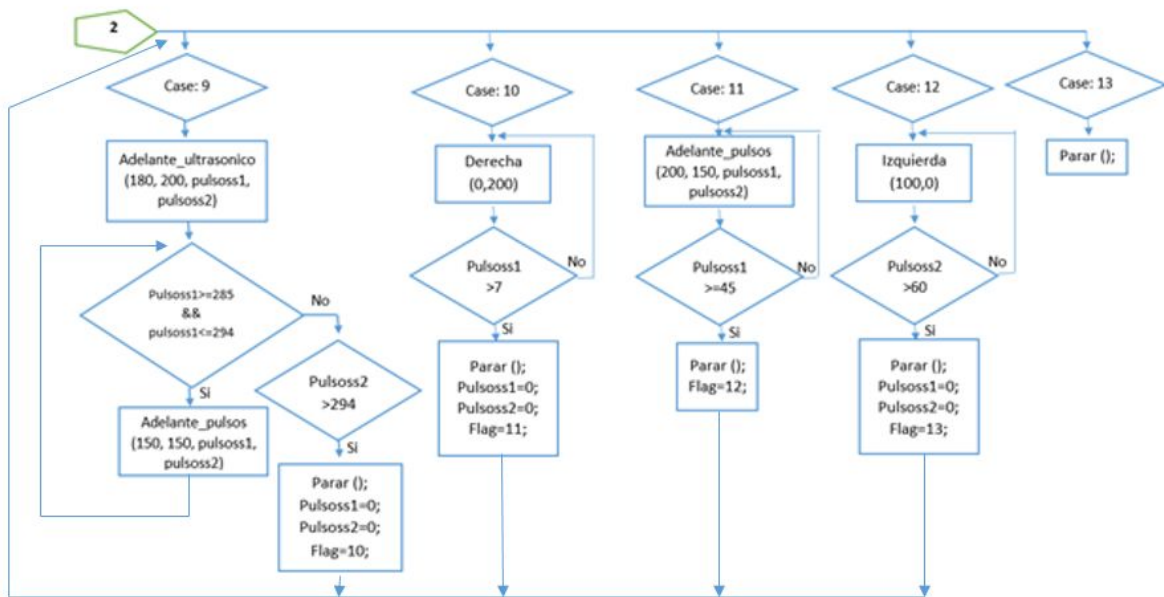 2
Case: 9
Adelante_ultrasonico
(180, 200, pulsoss1,
pulsoss2)
Pulsoss1>=285
&&
pulsoss1<=294
No
Si
Adelante_pulsos
(150, 150, pulsoss1,
pulsoss2)
Pulsoss2
>294
Si
Parar ();
Pulsoss1=0;
Pulsoss2=0;
Flag=10;
Case: 10
Derecha
(0,200)
Pulsoss1
>7
No
Si
Parar ();
Pulsoss1=0;
Pulsoss2=0;
Flag=11;
Case: 11
Adelante_pulsos
(200, 150, pulsoss1,
pulsoss2)
Pulsoss1
>=45
No
Si
Parar ();
Flag=12;
Case: 12
Izquierda
(100,0)
Pulsoss2
>60
No
Si
Parar ();
Pulsoss1=0;
Pulsoss2=0;
Flag=13;
Case: 13
Parar ();